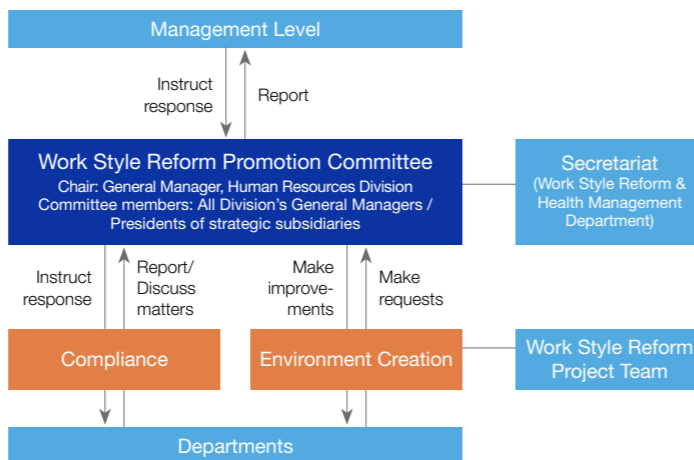 Management Level
Instruct
response
Report
Work Style Reform Promotion Committee
Chair: General Manager, Human Resources Division
Committee members: All Division's General Managers /
Presidents of strategic subsidiaries
Secretariat
(Work Style Reform &
Health Management
Department)
Instruct
response
Report/
Discuss
matters
Make
improve-
ments
Make
requests
Compliance
Environment Creation
Work Style Reform
Project Team
Departments